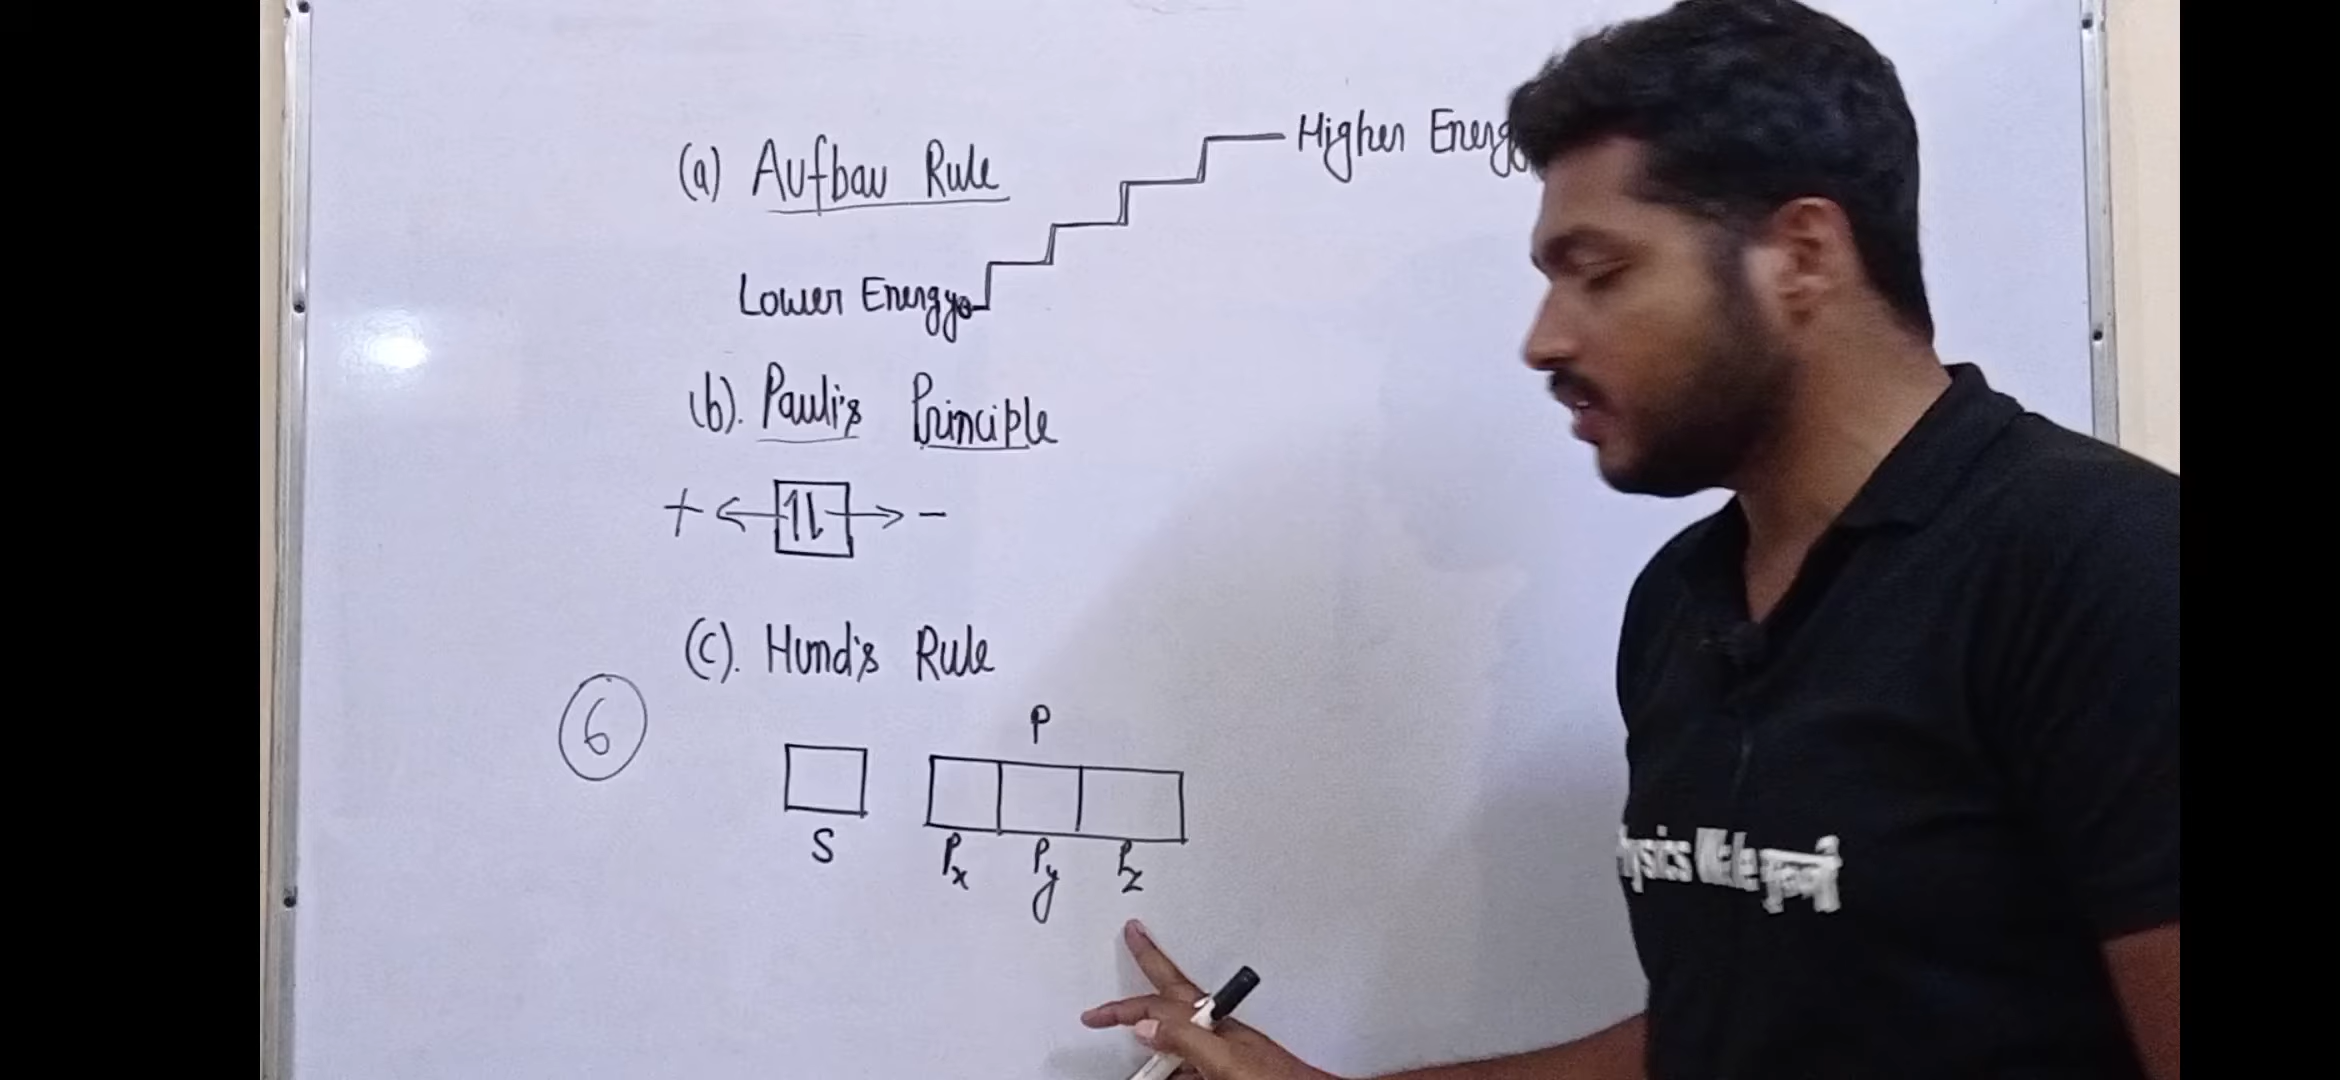 (a) Aufbau Rule
Higher Energy
Lower Energy
(b). Pauli's Principle
+ ⇅ -
(c). Hund's Rule
6
P
S Px Py Pz